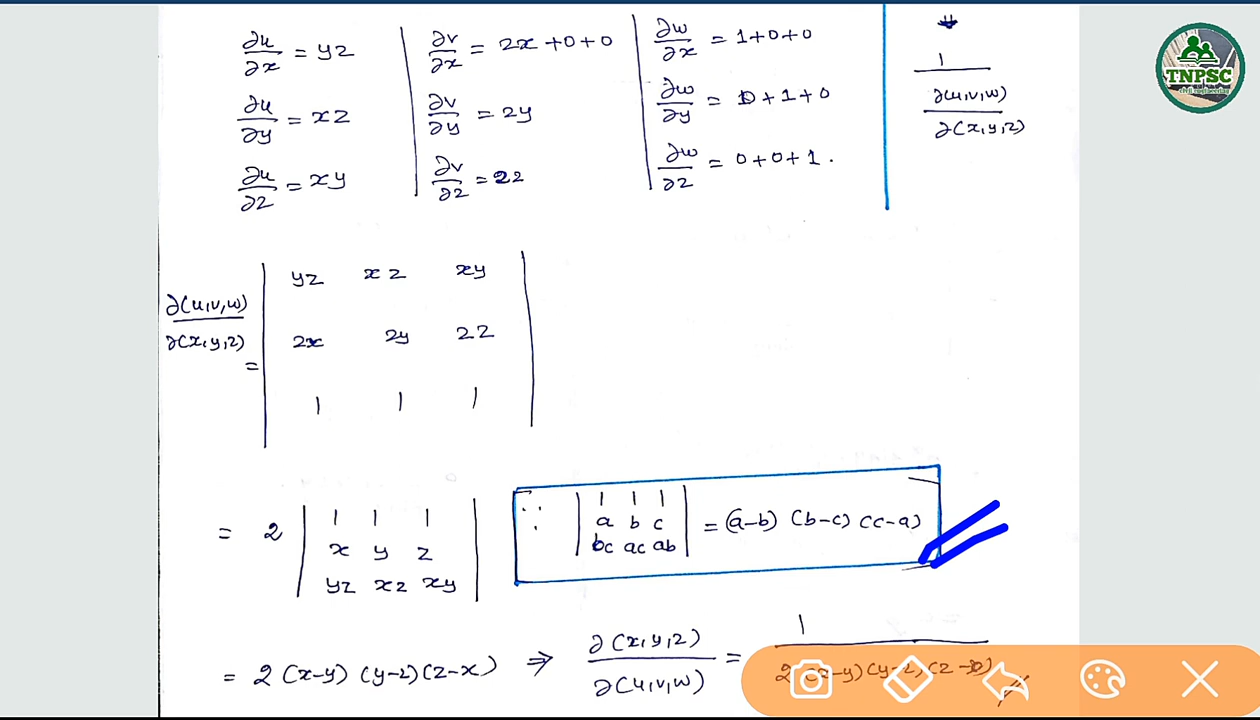 ∂u/∂x = yz | ∂v/∂x = 2x+0+0 | ∂w/∂x = 1+0+0
∂u/∂y = xz | ∂v/∂y = 2y | ∂w/∂y = 0+1+0
∂u/∂z = xy | ∂v/∂z = 2z | ∂w/∂z = 0+0+1.
1
∂(u,v,w)
∂(x,y,z)
TNPSC
∂(u,v,w)/∂(x,y,z) =
| yz xz xy |
| 2x 2y 2z |
| 1 1 1 |
= 2 | 1 1 1 |
| x y z |
| yz xz xy |
∵ | 1 1 1 |
| a b c | = (a-b) (b-c) (c-a)
| bc ac ab |
= 2 (x-y) (y-z) (z-x) ⇒ ∂(x,y,z)/∂(u,v,w) = 1